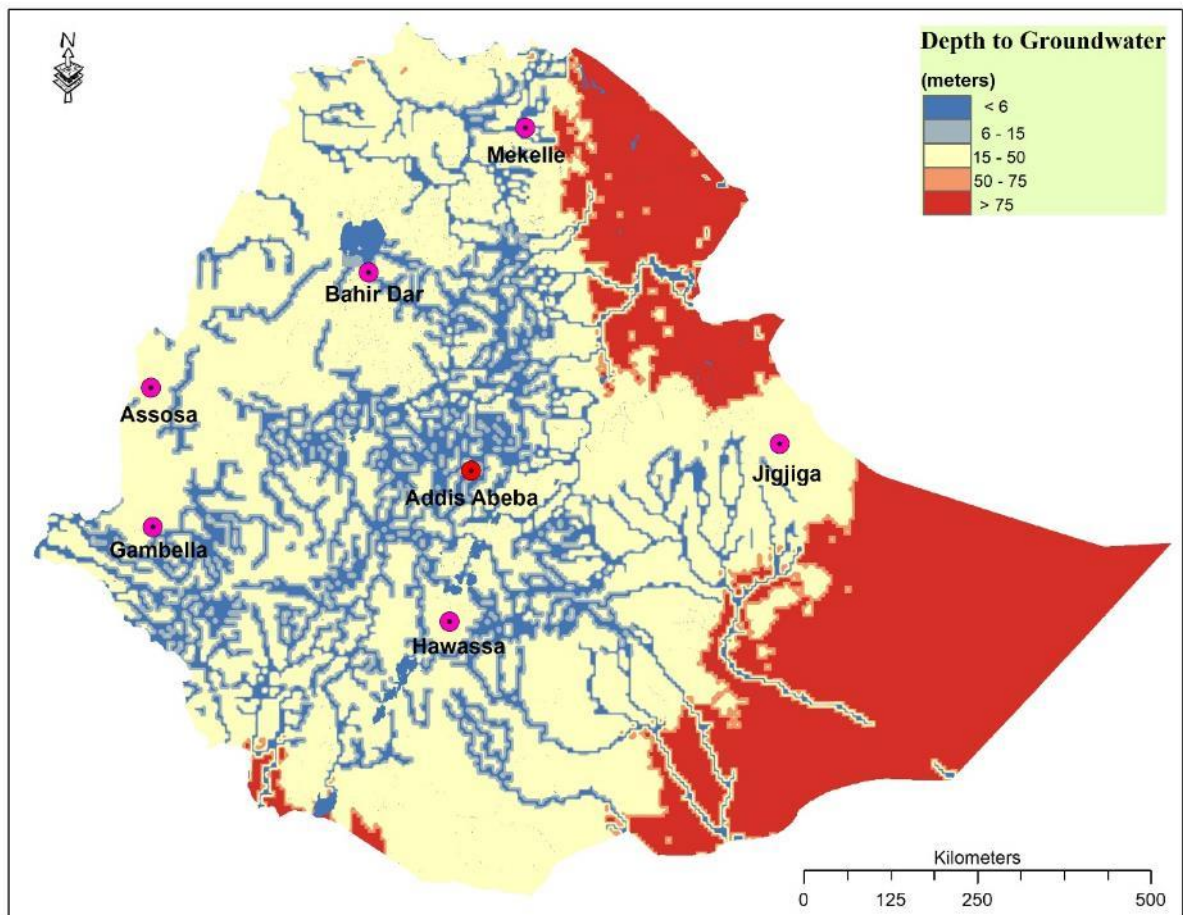 N
Depth to Groundwater
(meters)
< 6
6 - 15
15 - 50
50 - 75
> 75
Mekelle
Bahir Dar
Assosa
Jigjiga
Addis Abeba
Gambella
Hawassa
Kilometers
0 125 250 500